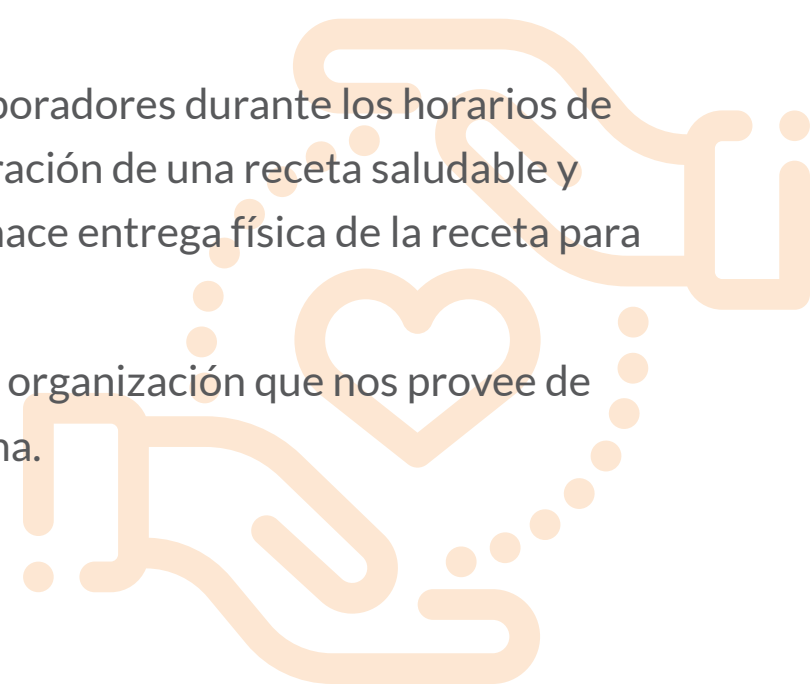 boradores durante los horarios de
ración de una receta saludable y
hace entrega física de la receta para
organización que nos provee de
na.